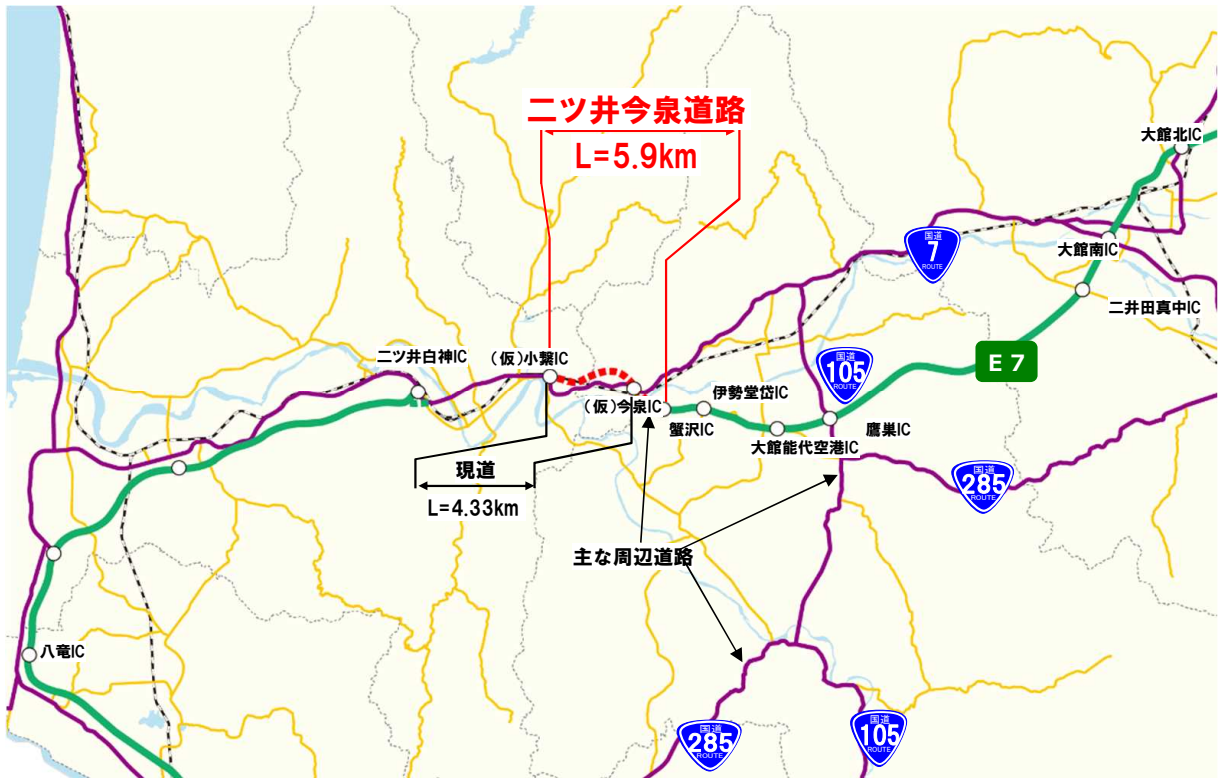 二ツ井今泉道路
L=5.9km
大館北IC
国道
7
ROUTE
大館南IC
二井田真中IC
二ツ井白神IC
(仮)小繋IC
国道
105
ROUTE
E 7
(仮)今泉IC
伊勢堂岱IC
蟹沢IC
鷹巣IC
大館能代空港IC
現道
L=4.33km
国道
285
ROUTE
主な周辺道路
八竜IC
国道
285
ROUTE
国道
105
ROUTE